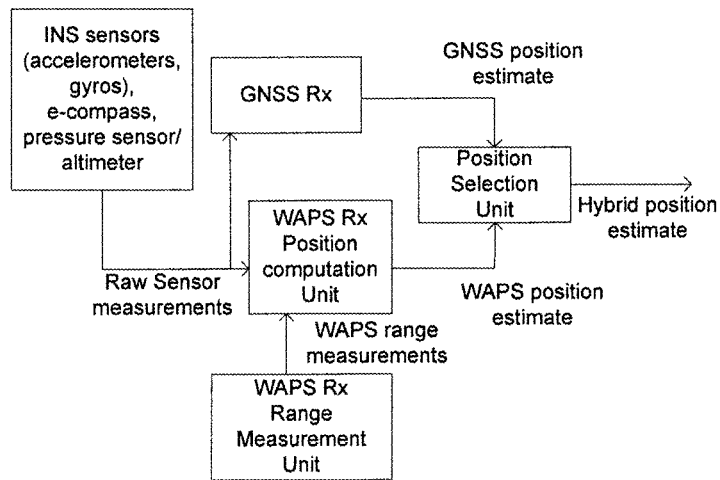 INS sensors
(accelerometers,
gyros),
e-compass,
pressure sensor/
altimeter
GNSS Rx
GNSS position
estimate
Position
Selection
Unit
Hybrid position
estimate
WAPS Rx
Position
computation
Unit
Raw Sensor
measurements
WAPS position
estimate
WAPS range
measurements
WAPS Rx
Range
Measurement
Unit